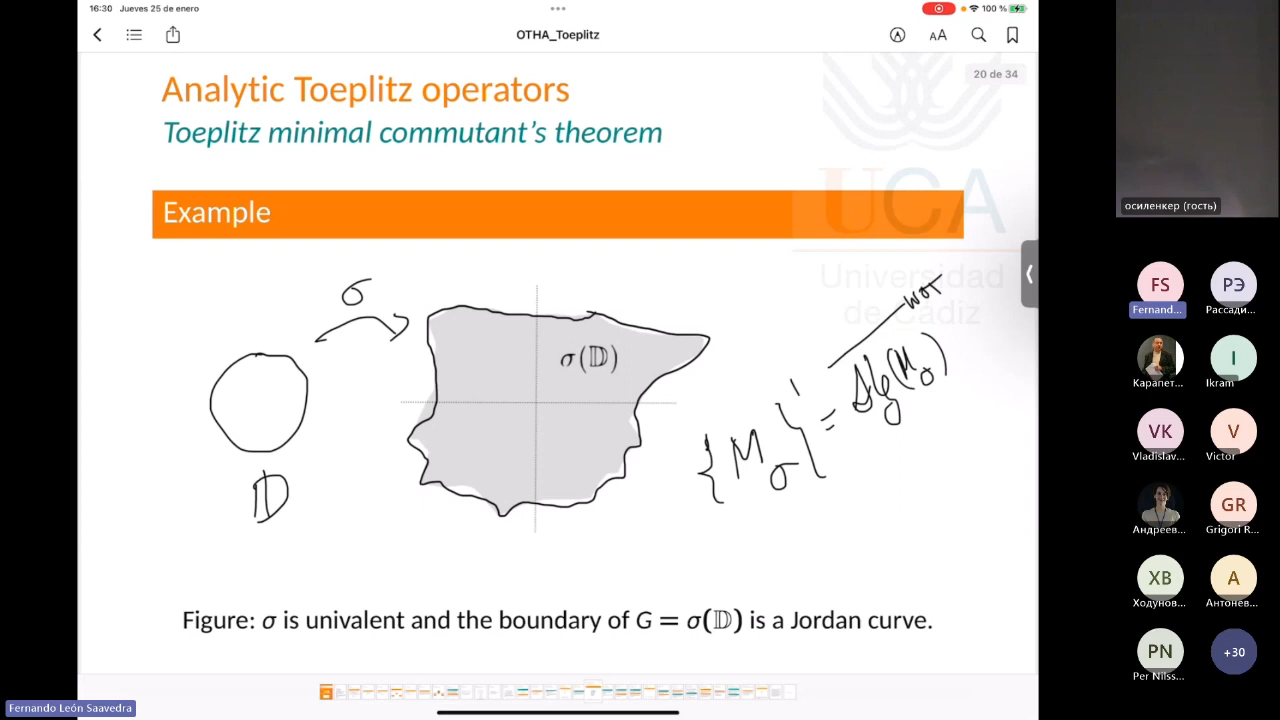 16:30 Jueves 25 de enero
100 %
OTHA_Toeplitz
AA
20 de 34
Analytic Toeplitz operators
Toeplitz minimal commutant's theorem
UCA
Universidad
de Cádiz
Example
σ
σ(𝔻)
𝔻
{M_σ}' = Alg(M_σ) WOT
Figure: σ is univalent and the boundary of G = σ(𝔻) is a Jordan curve.
осиленкер (гость)
FS
Fernand...
РЭ
Рассади...
Карапет...
I
Ikram
VK
Vladislav...
V
Victor
Андреев...
GR
Grigori R...
ХВ
Ходунов...
А
Антонев...
PN
Per Nilss...
+30
Fernando León Saavedra